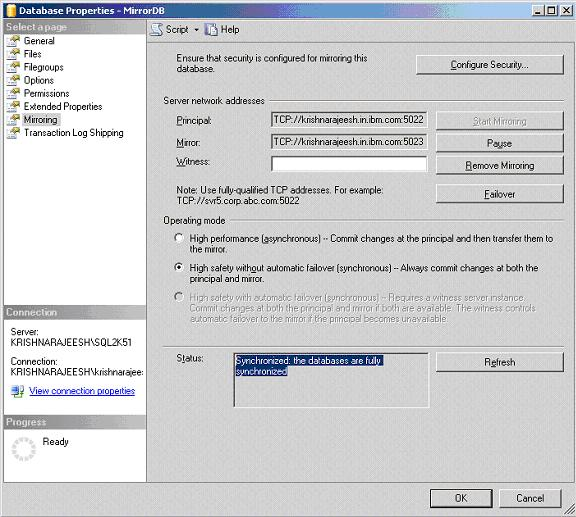 Database Properties - MirrorDB
Select a page
General
Files
Filegroups
Options
Permissions
Extended Properties
Mirroring
Transaction Log Shipping
Script
Help
Ensure that security is configured for mirroring this
database.
Configure Security...
Server network addresses
Principal:
TCP://krishnarajeesh.in.ibm.com:5022
Start Mirroring
Mirror:
TCP://krishnarajeesh.in.ibm.com:5023
Pause
Witness:
Remove Mirroring
Note: Use fully-qualified TCP addresses. For example:
TCP://svr5.corp.abc.com:5022
Failover
Operating mode
High performance (asynchronous) -- Commit changes at the principal and then transfer them to
the mirror.
High safety without automatic failover (synchronous) -- Always commit changes at both the
principal and mirror.
High safety with automatic failover (synchronous) -- Requires a witness server instance.
Commit changes at both the principal and mirror if both are available. The witness controls
automatic failover to the mirror if the principal becomes unavailable.
Status:
Synchronized: the databases are fully
synchronized
Refresh
Connection
Server:
KRISHNARAJEESH\SQL2K51
Connection:
KRISHNARAJEESH\krishnarajee
View connection properties
Progress
Ready
OK
Cancel